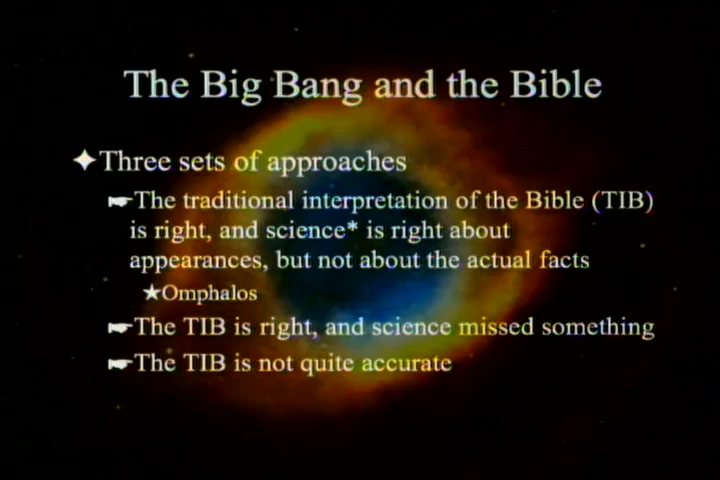 The Big Bang and the Bible
Three sets of approaches
The traditional interpretation of the Bible (TIB)
is right, and science* is right about
appearances, but not about the actual facts
Omphalos
The TIB is right, and science missed something
The TIB is not quite accurate